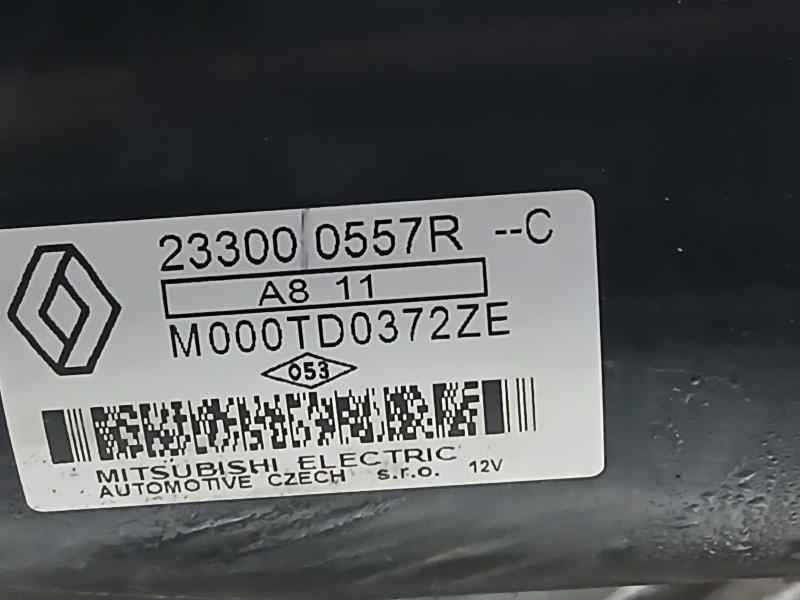 23300 0557R --C
A8 11
M000TD0372ZE
053
MITSUBISHI ELECTRIC
AUTOMOTIVE CZECH s.r.o. 12V